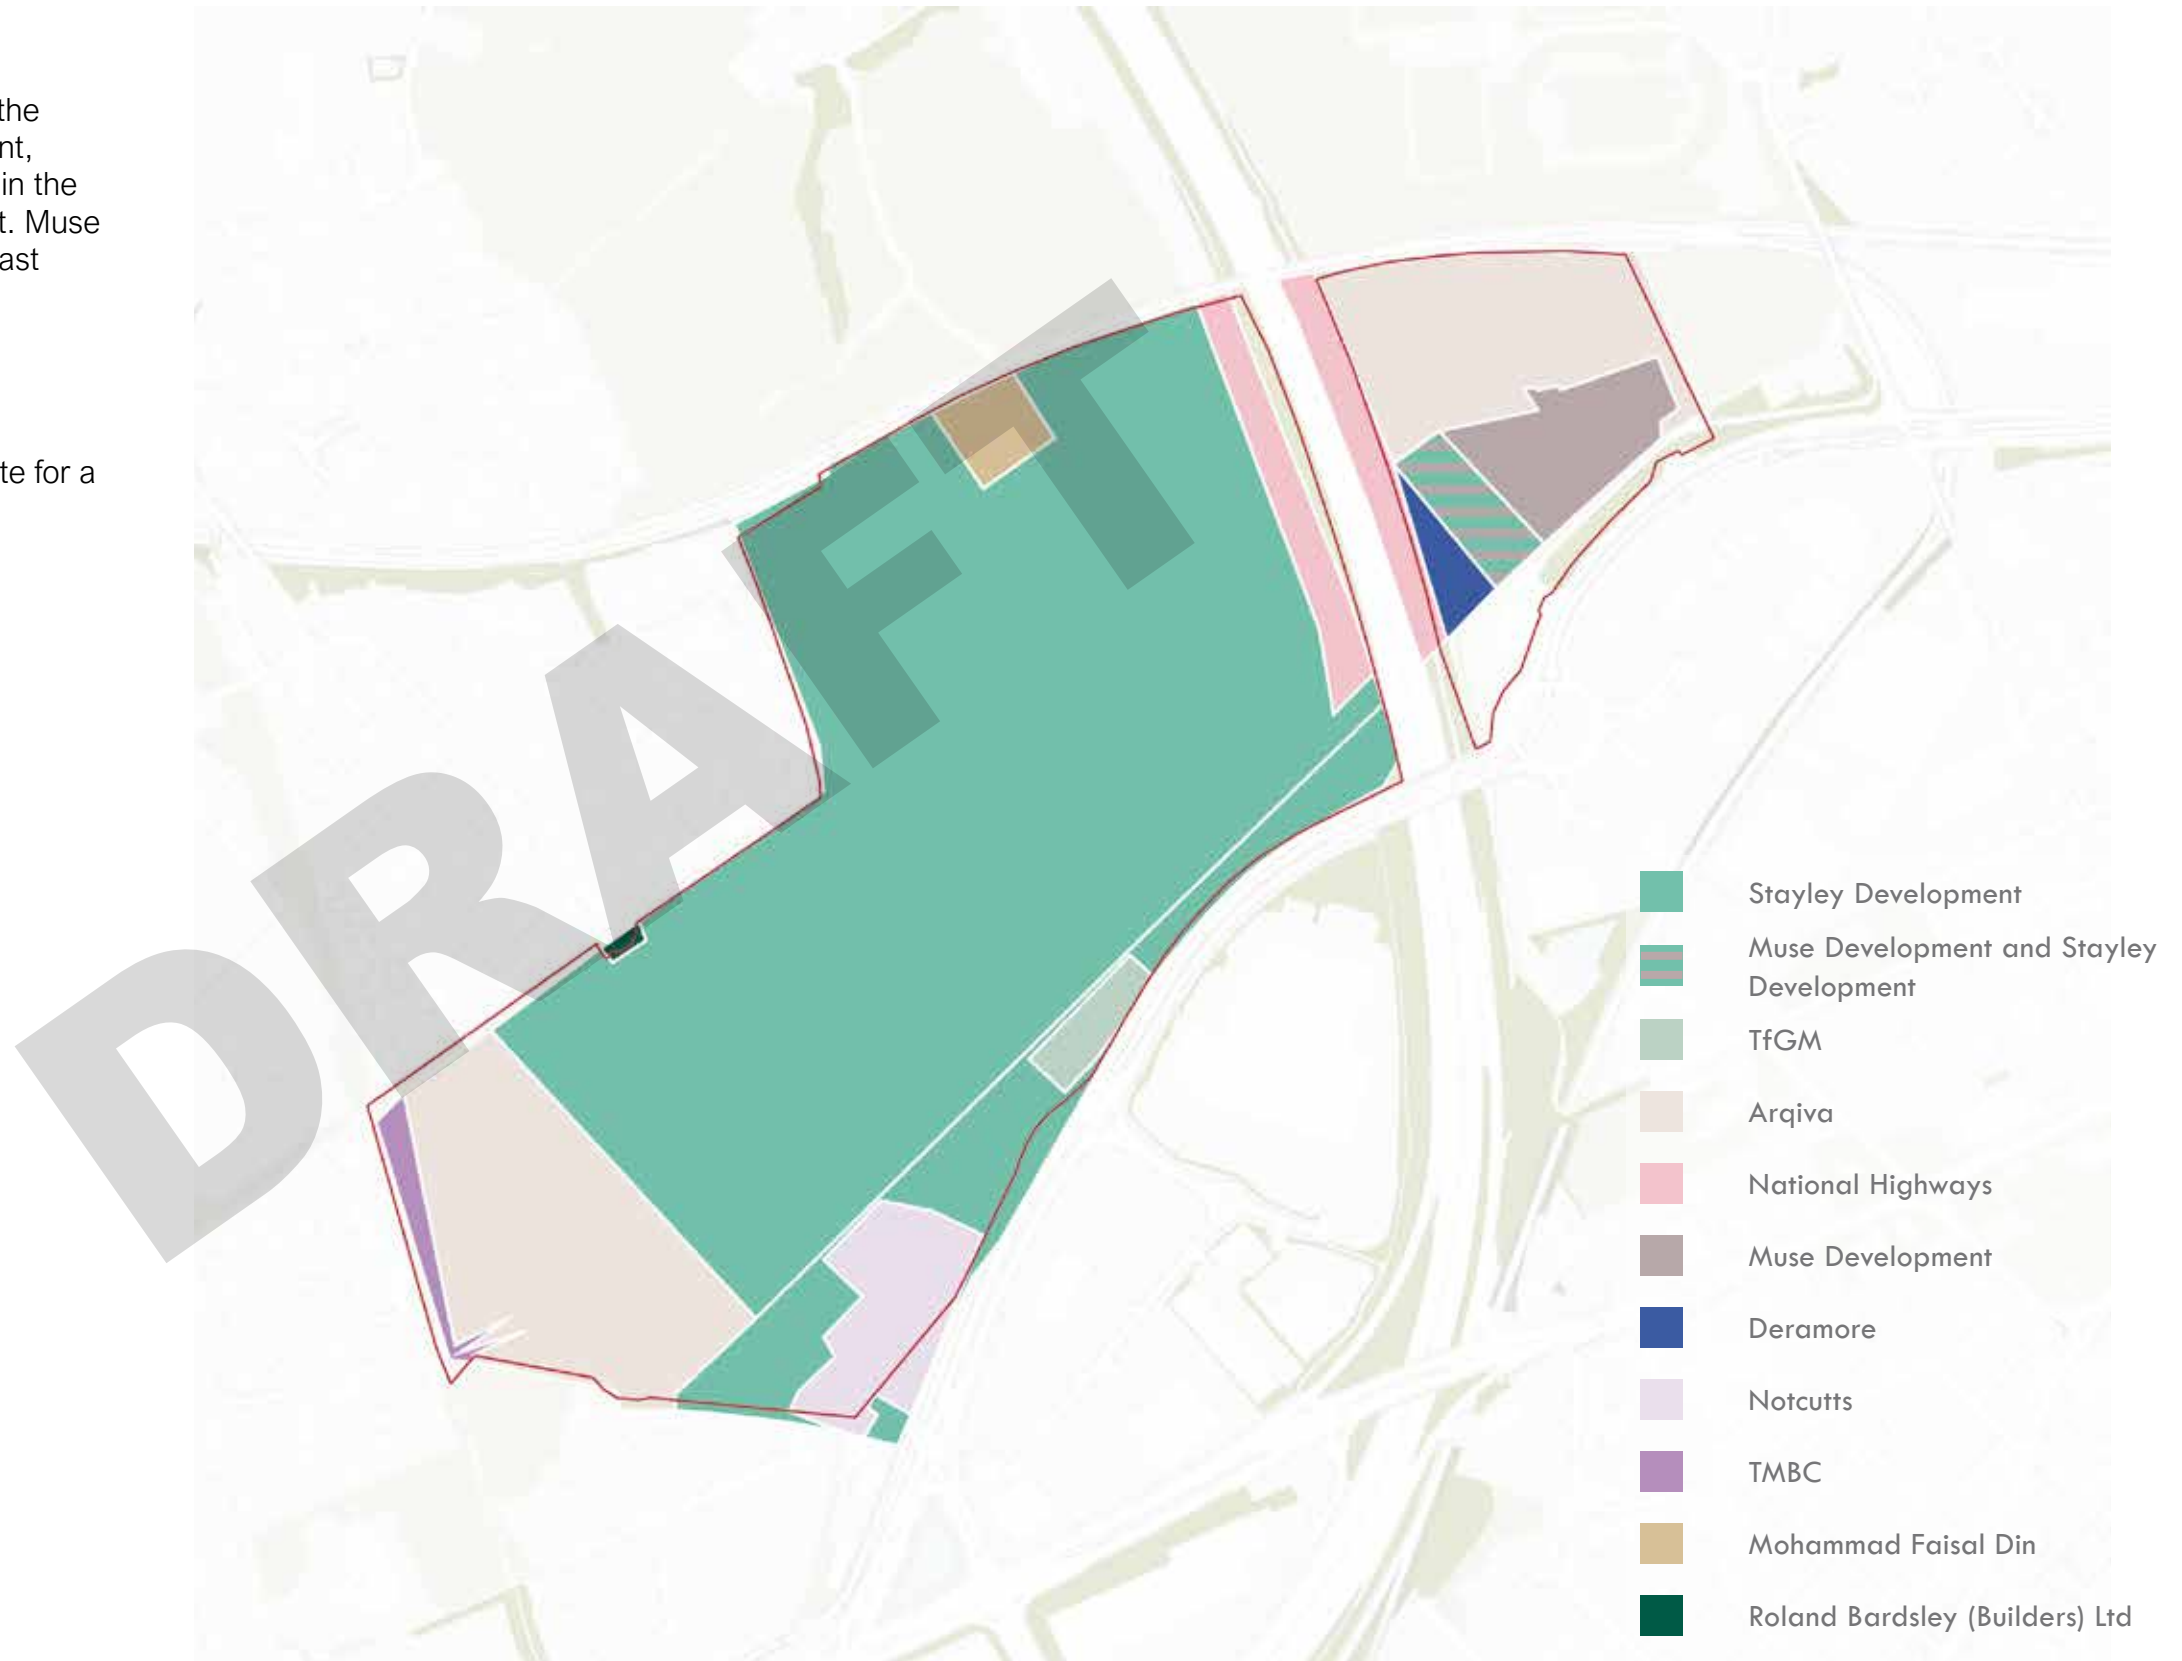 the
nt,
in the
t. Muse
ast
te for a
DRAFT
Stayley Development
Muse Development and Stayley
Development
TfGM
Arqiva
National Highways
Muse Development
Deramore
Notcutts
TMBC
Mohammad Faisal Din
Roland Bardsley (Builders) Ltd